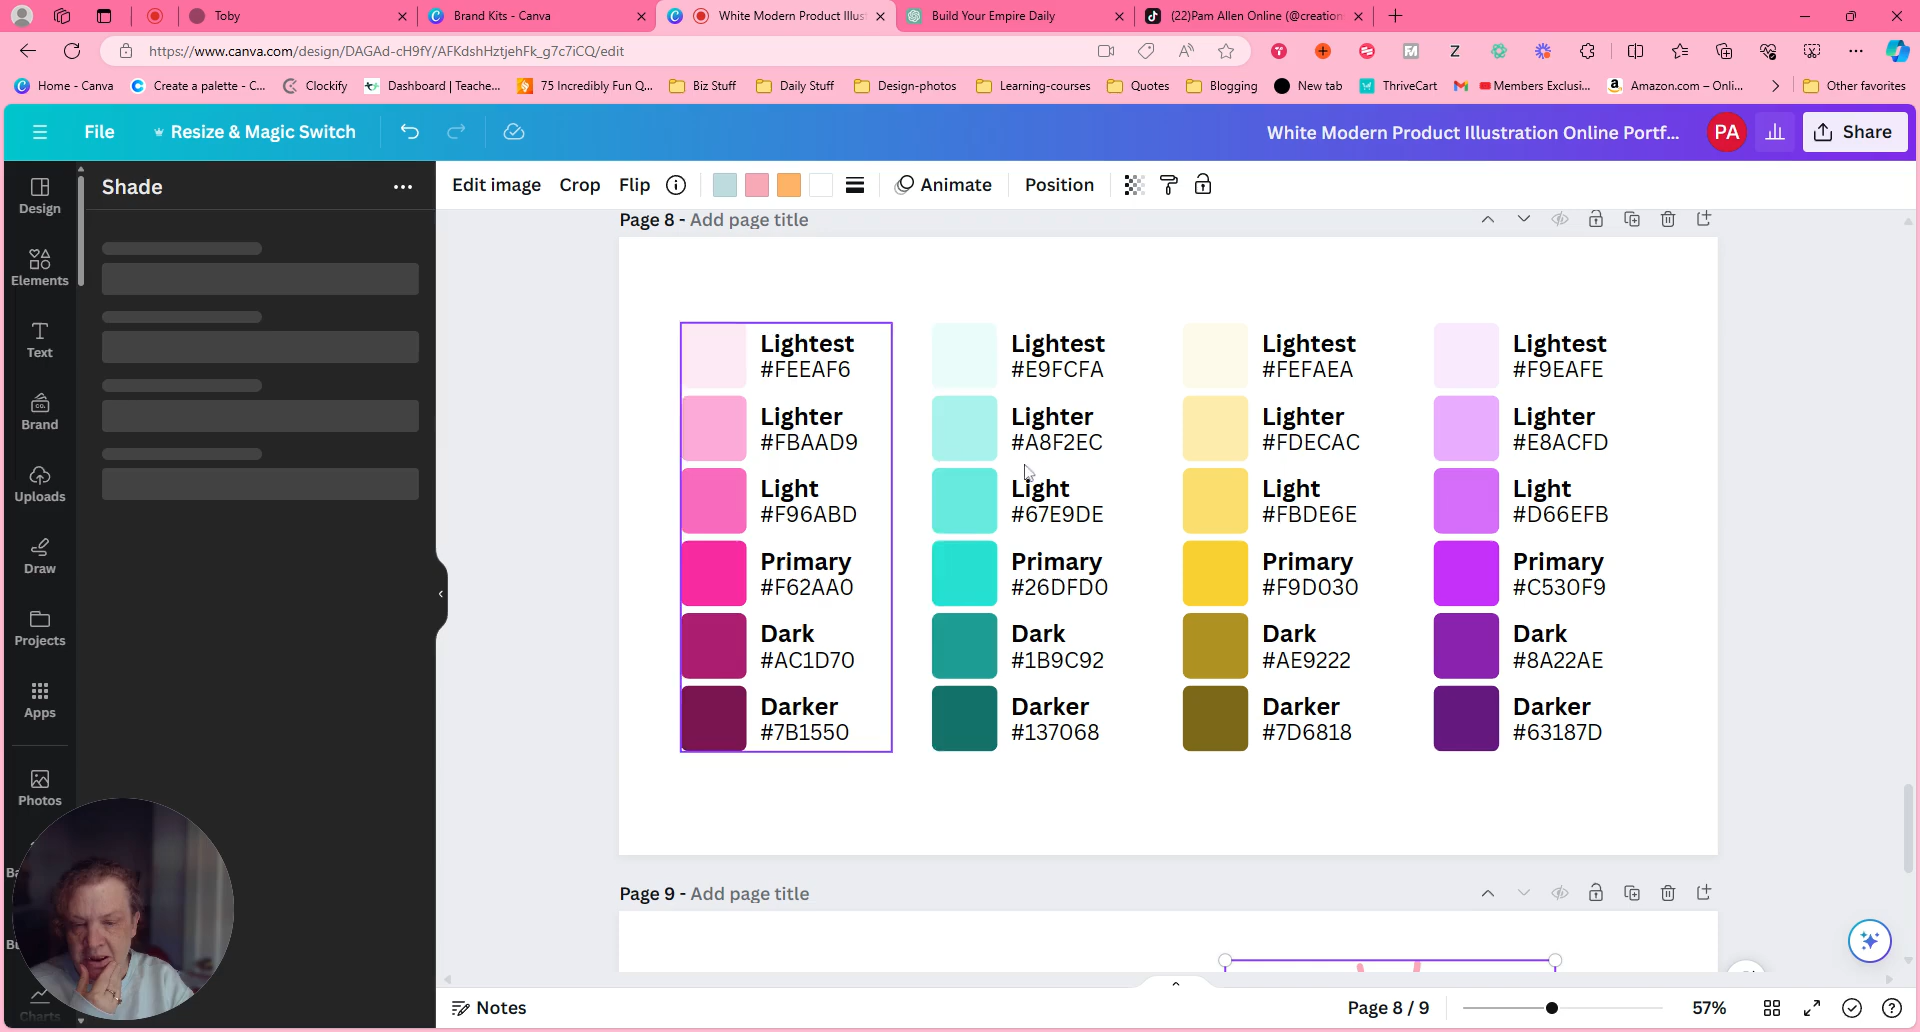 Toby
Brand Kits - Canva
White Modern Product Illus
Build Your Empire Daily
(22)Pam Allen Online (@creation
https://www.canva.com/design/DAGAd-cH9fY/AFKdshHztjehFk_g7c7iCQ/edit
Home - Canva
Create a palette - C...
Clockify
Dashboard | Teache...
75 Incredibly Fun Q...
Biz Stuff
Daily Stuff
Design-photos
Learning-courses
Quotes
Blogging
New tab
ThriveCart
Members Exclusi...
Amazon.com – Onli...
Other favorites
File
Resize & Magic Switch
White Modern Product Illustration Online Portf...
PA
Share
Design
Elements
Text
Brand
Uploads
Draw
Projects
Apps
Photos
Charts
Shade
Edit image
Crop
Flip
Animate
Position
Page 8 - Add page title
Lightest
#FEEAF6
Lighter
#FBAAD9
Light
#F96ABD
Primary
#F62AA0
Dark
#AC1D70
Darker
#7B1550
Lightest
#E9FCFA
Lighter
#A8F2EC
Light
#67E9DE
Primary
#26DFD0
Dark
#1B9C92
Darker
#137068
Lightest
#FEFAEA
Lighter
#FDECAC
Light
#FBDE6E
Primary
#F9D030
Dark
#AE9222
Darker
#7D6818
Lightest
#F9EAFE
Lighter
#E8ACFD
Light
#D66EFB
Primary
#C530F9
Dark
#8A22AE
Darker
#63187D
Page 9 - Add page title
Notes
Page 8 / 9
57%